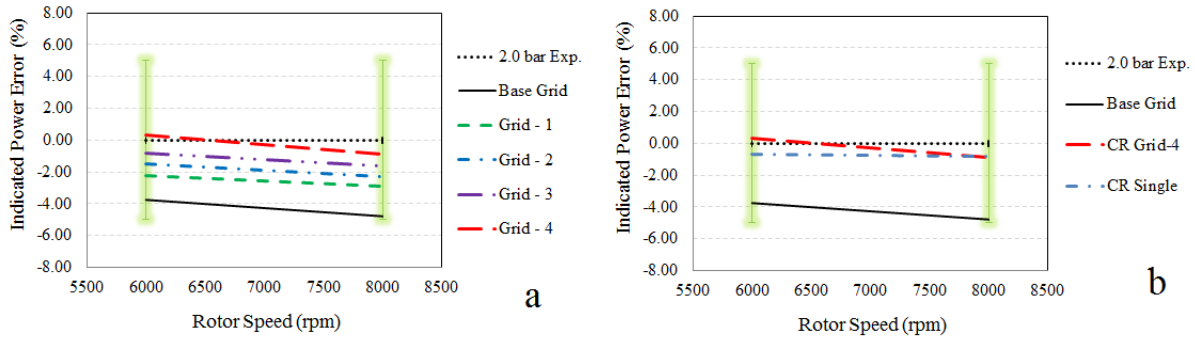 Indicated Power Error (%)
8.00
6.00
4.00
2.00
0.00
-2.00
-4.00
-6.00
-8.00
5500 6000 6500 7000 7500 8000 8500
Rotor Speed (rpm)
2.0 bar Exp.
Base Grid
Grid - 1
Grid - 2
Grid - 3
Grid - 4
a
Indicated Power Error (%)
8.00
6.00
4.00
2.00
0.00
-2.00
-4.00
-6.00
-8.00
5500 6000 6500 7000 7500 8000 8500
Rotor Speed (rpm)
2.0 bar Exp.
Base Grid
CR Grid-4
CR Single
b